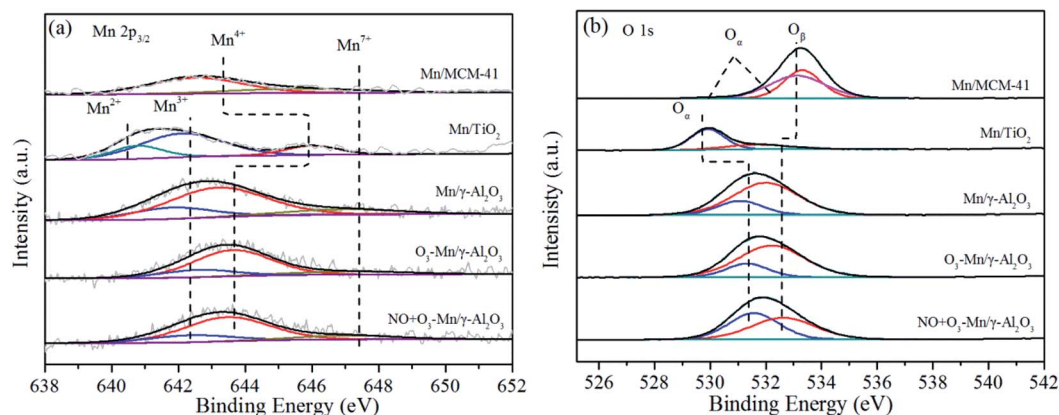 (a) Mn 2p3/2
Mn4+
Mn7+
Mn/MCM-41
Mn2+
Mn3+
Mn/TiO2
Mn/γ-Al2O3
O3-Mn/γ-Al2O3
NO+O3-Mn/γ-Al2O3
Intensity (a.u.)
638 640 642 644 646 648 650 652
Binding Energy (eV)
(b) O 1s
Oα
Oβ
Mn/MCM-41
Oα
Mn/TiO2
Mn/γ-Al2O3
O3-Mn/γ-Al2O3
NO+O3-Mn/γ-Al2O3
Intensity (a.u.)
526 528 530 532 534 536 538 540 542
Binding Energy (eV)